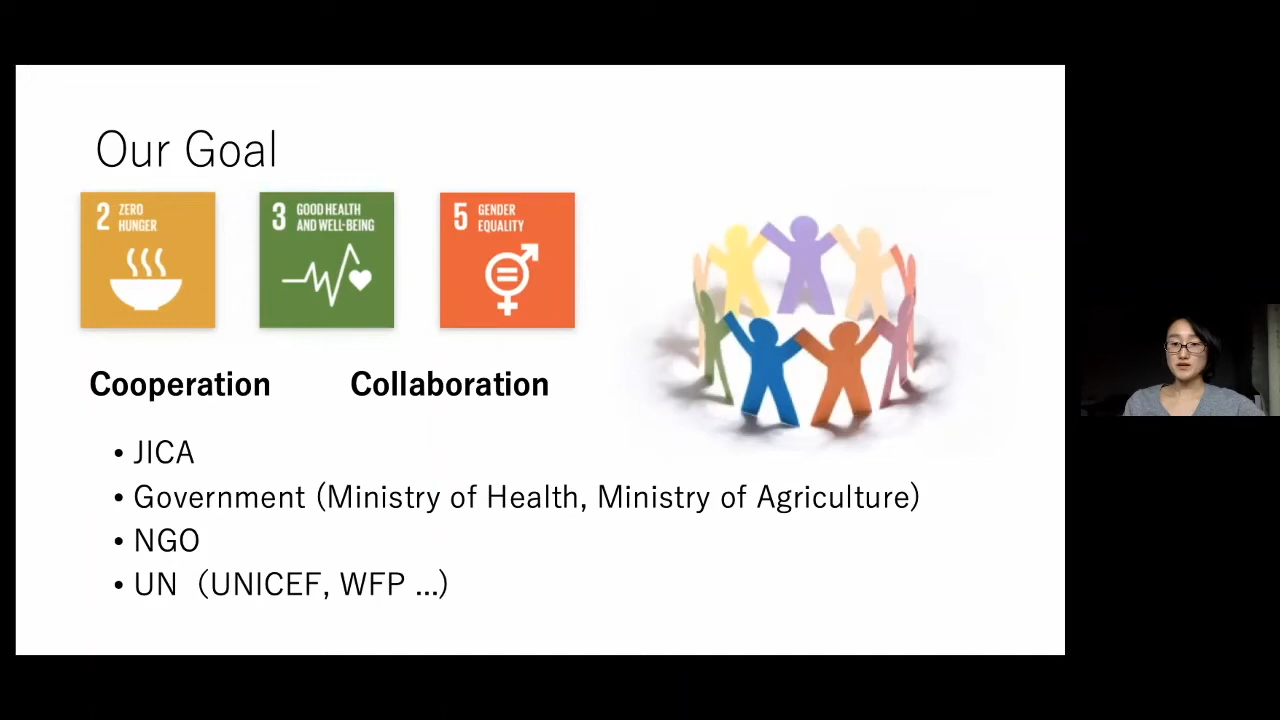 Our Goal
2 ZERO
HUNGER
3 GOOD HEALTH
AND WELL-BEING
5 GENDER
EQUALITY
Cooperation Collaboration
• JICA
• Government (Ministry of Health, Ministry of Agriculture)
• NGO
• UN (UNICEF, WFP ...)